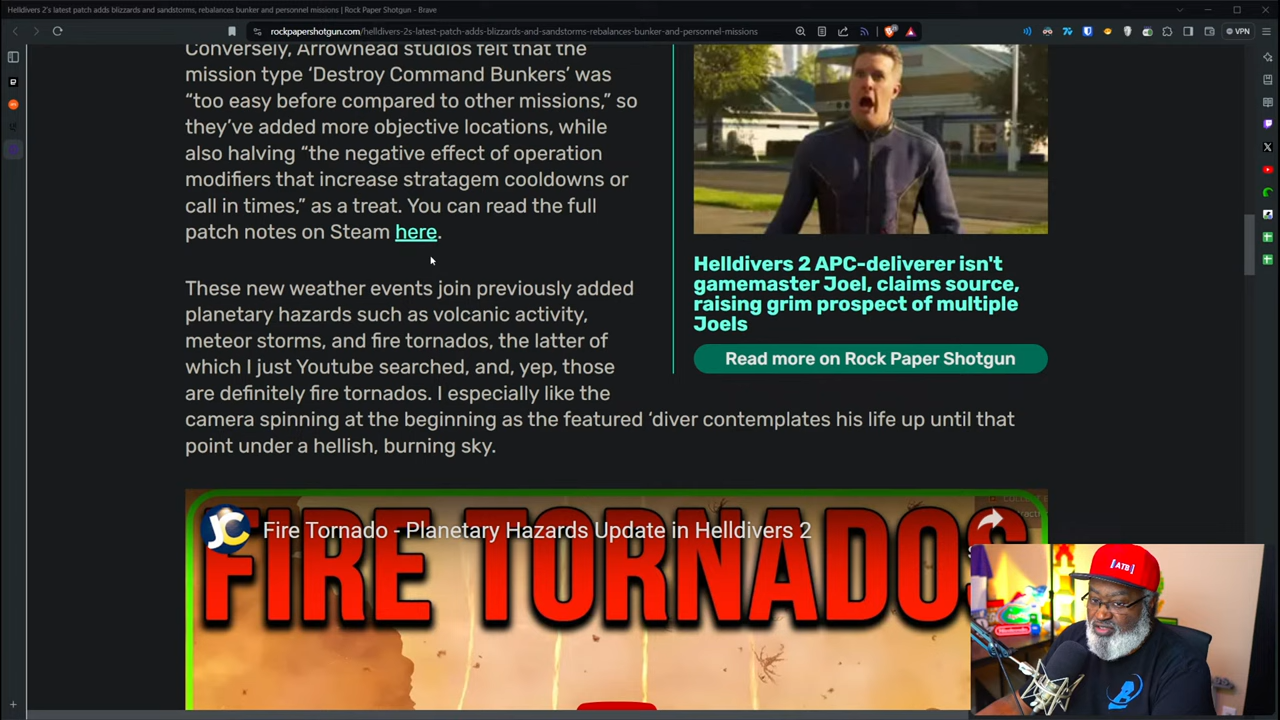 Helldivers 2's latest patch adds blizzards and sandstorms, rebalances bunker and personnel missions | Rock Paper Shotgun - Brave
rockpapershotgun.com/helldivers-2s-latest-patch-adds-blizzards-and-sandstorms-rebalances-bunker-and-personnel-missions
VPN
Conversely, Arrowhead studios felt that the
mission type ‘Destroy Command Bunkers’ was
“too easy before compared to other missions,” so
they’ve added more objective locations, while
also halving “the negative effect of operation
modifiers that increase stratagem cooldowns or
call in times,” as a treat. You can read the full
patch notes on Steam here.
Helldivers 2 APC-deliverer isn't
gamemaster Joel, claims source,
raising grim prospect of multiple
Joels
Read more on Rock Paper Shotgun
These new weather events join previously added
planetary hazards such as volcanic activity,
meteor storms, and fire tornados, the latter of
which I just Youtube searched, and, yep, those
are definitely fire tornados. I especially like the
camera spinning at the beginning as the featured ‘diver contemplates his life up until that
point under a hellish, burning sky.
JC
Fire Tornado - Planetary Hazards Update in Helldivers 2
FIRE TORNADOS
[ATB]